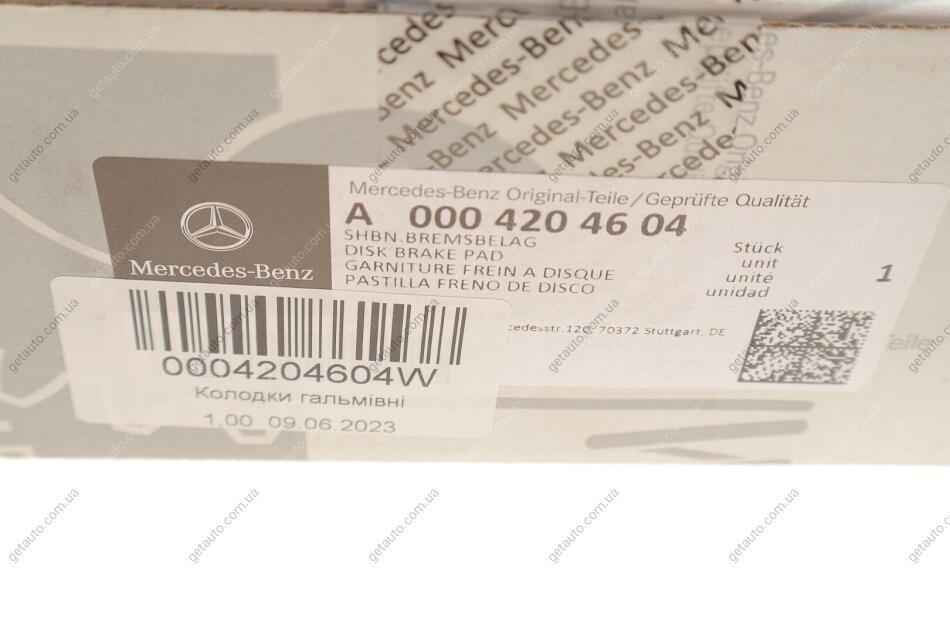 Mercedes-Benz Original-Teile/Geprüfte Qualität
A 000 420 46 04
SHBN.BREMSBELAG
DISK BRAKE PAD
GARNITURE FREIN A DISQUE
PASTILLA FRENO DE DISCO
Stück
unit
unité
unidad
1
Mercedes-Benz
120, 70372 Stuttgart, DE
0004204604W
Колодки гальмівні
1,00 09.06.2023
Mercedes-Benz
Mercedes-Benz
Mercedes-Benz
getauto.com.ua